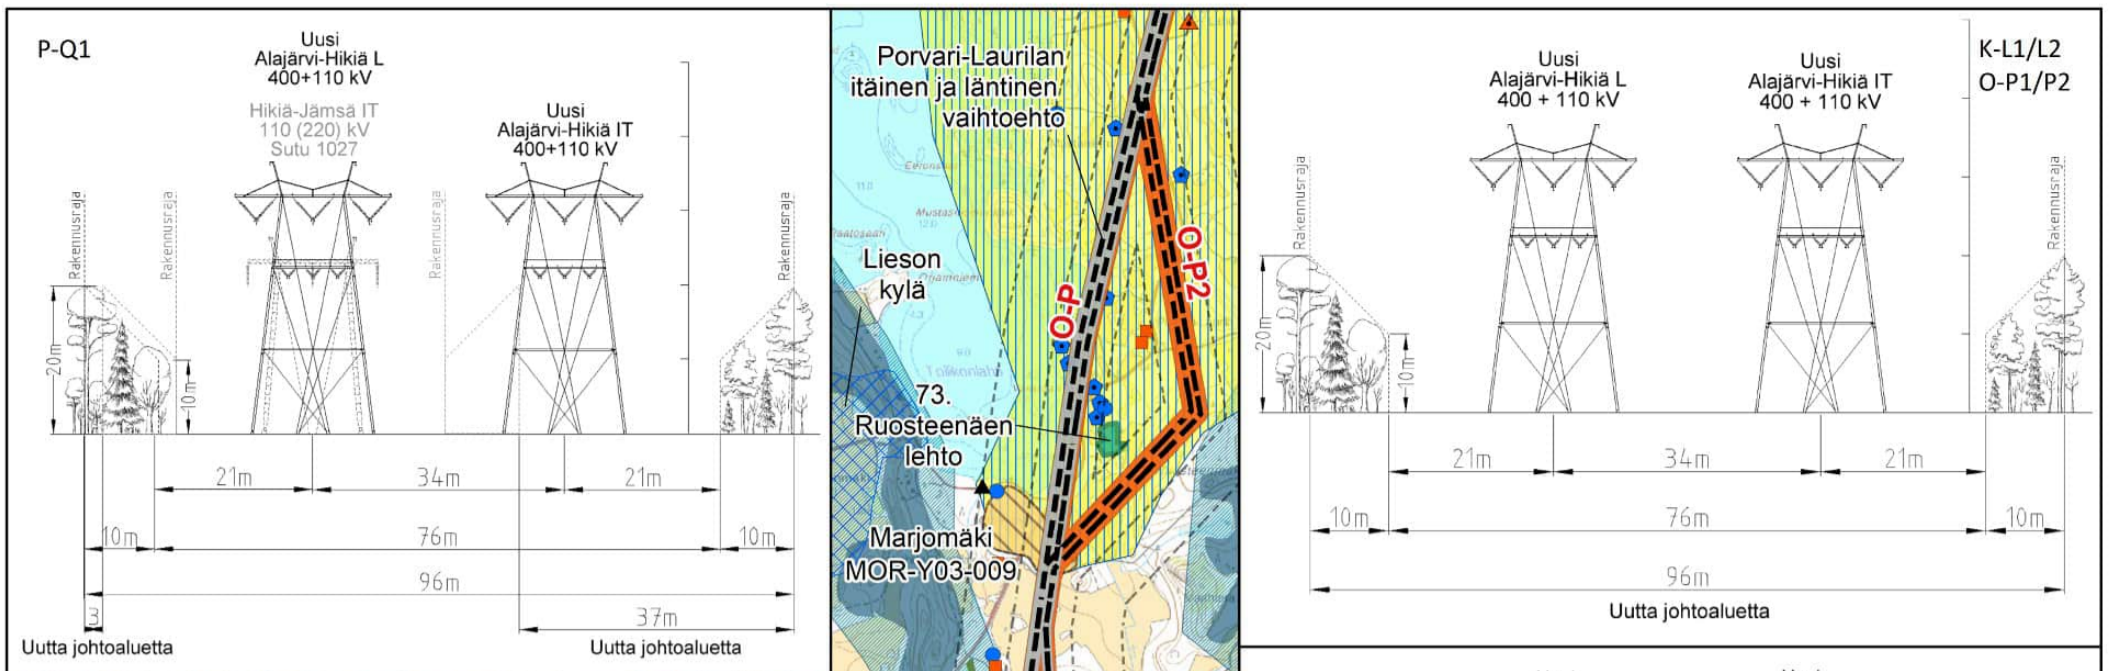 P-Q1
Uusi
Alajärvi-Hikiä L
400+110 kV
Hikiä-Jämsä IT
110 (220) kV
Sutu 1027
Uusi
Alajärvi-Hikiä IT
400+110 kV
Rakennusraja
Rakennusraja
Rakennusraja
Rakennusraja
20m
10m
21m
34m
21m
10m
76m
10m
96m
3
37m
Uutta johtoaluetta
Uutta johtoaluetta
Porvari-Laurilan
itäinen ja läntinen
vaihtoehto
Lieson
kylä
O-P
O-P2
73.
Ruosteenäen
lehto
Marjomäki
MOR-Y03-009
K-L1/L2
O-P1/P2
Uusi
Alajärvi-Hikiä L
400 + 110 kV
Uusi
Alajärvi-Hikiä IT
400 + 110 kV
Rakennusraja
Rakennusraja
20m
10m
21m
34m
21m
10m
76m
10m
96m
Uutta johtoaluetta